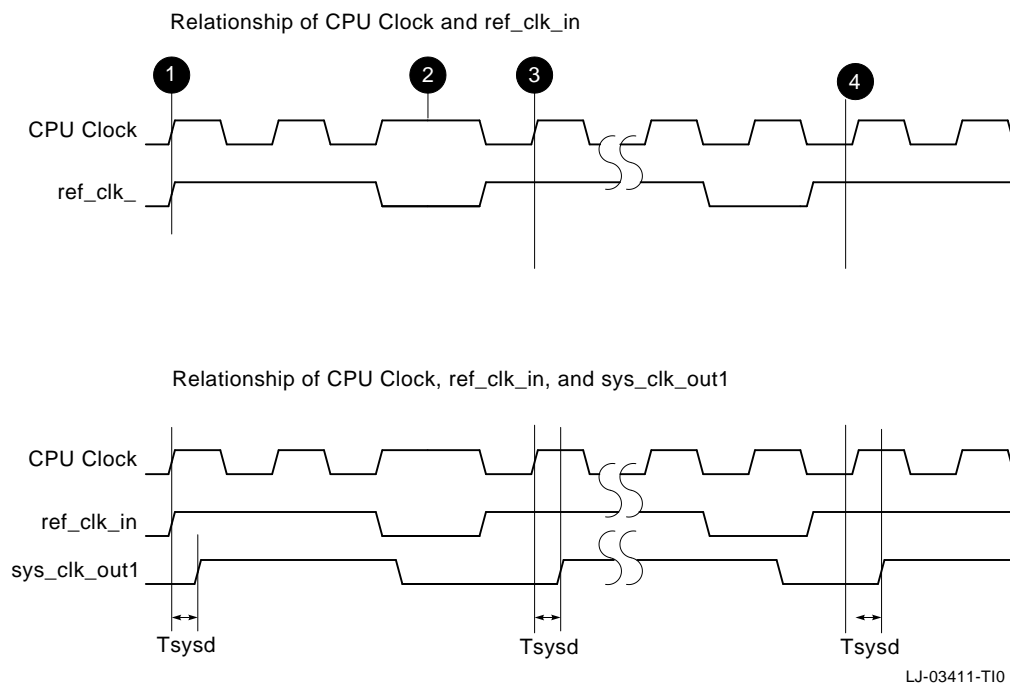 Relationship of CPU Clock and ref_clk_in
1
2
3
4
CPU Clock
ref_clk_
Relationship of CPU Clock, ref_clk_in, and sys_clk_out1
CPU Clock
ref_clk_in
sys_clk_out1
Tsysd
Tsysd
Tsysd
LJ-03411-TI0